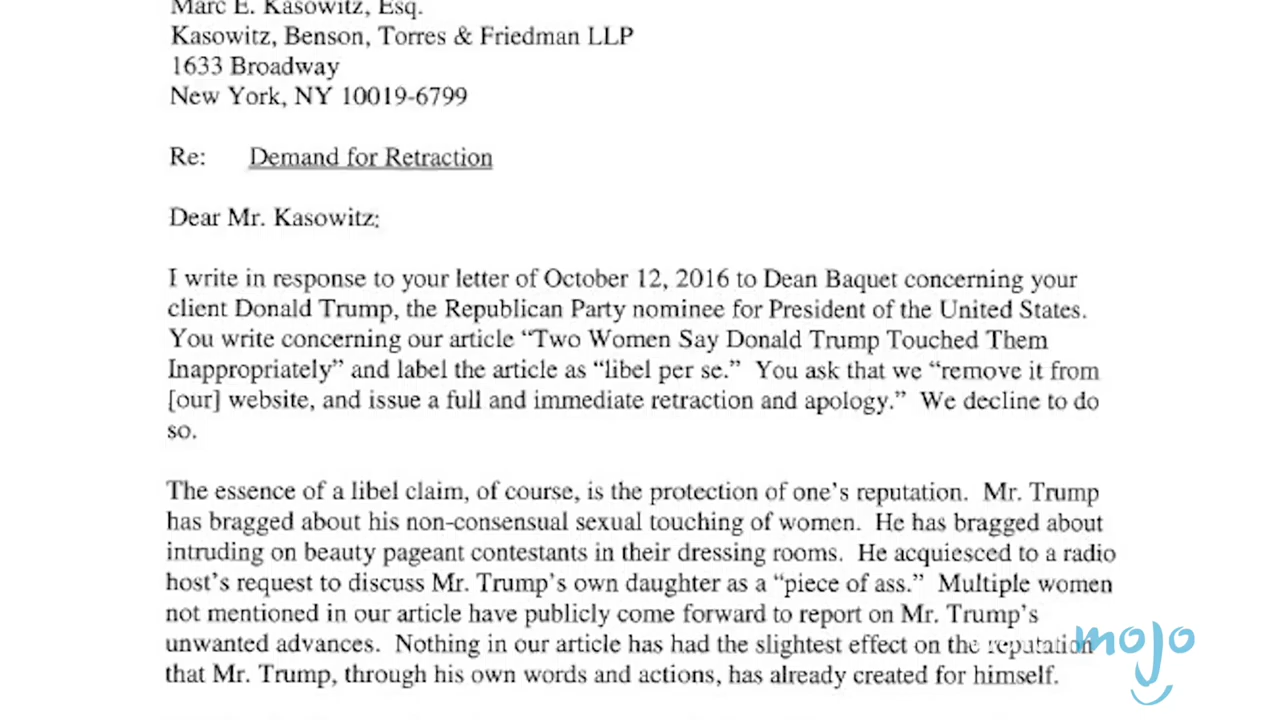 Marc E. Kasowitz, Esq.
Kasowitz, Benson, Torres & Friedman LLP
1633 Broadway
New York, NY 10019-6799
Re: Demand for Retraction
Dear Mr. Kasowitz:
I write in response to your letter of October 12, 2016 to Dean Baquet concerning your
client Donald Trump, the Republican Party nominee for President of the United States.
You write concerning our article “Two Women Say Donald Trump Touched Them
Inappropriately” and label the article as “libel per se.” You ask that we “remove it from
[our] website, and issue a full and immediate retraction and apology.” We decline to do
so.
The essence of a libel claim, of course, is the protection of one’s reputation. Mr. Trump
has bragged about his non-consensual sexual touching of women. He has bragged about
intruding on beauty pageant contestants in their dressing rooms. He acquiesced to a radio
host’s request to discuss Mr. Trump’s own daughter as a “piece of ass.” Multiple women
not mentioned in our article have publicly come forward to report on Mr. Trump’s
unwanted advances. Nothing in our article has had the slightest effect on the reputation
that Mr. Trump, through his own words and actions, has already created for himself.
mojo